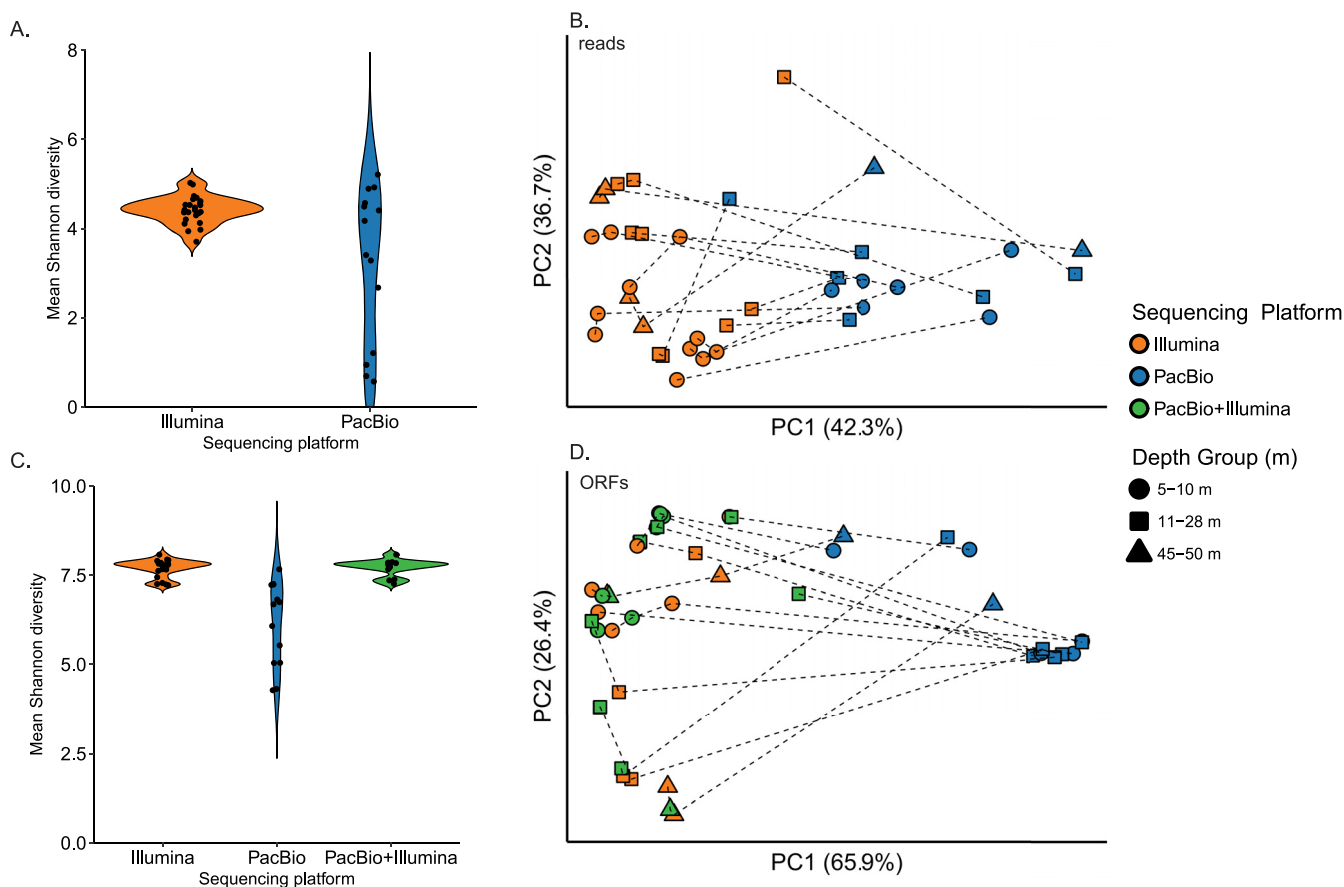 A.
8
6
4
2
0
Mean Shannon diversity
Illumina
PacBio
Sequencing platform
B.
reads
PC2 (36.7%)
PC1 (42.3%)
Sequencing Platform
Illumina
PacBio
PacBio+Illumina
Depth Group (m)
5−10 m
11−28 m
45−50 m
C.
10.0
7.5
5.0
2.5
0.0
Mean Shannon diversity
Illumina
PacBio
PacBio+Illumina
Sequencing platform
D.
ORFs
PC2 (26.4%)
PC1 (65.9%)